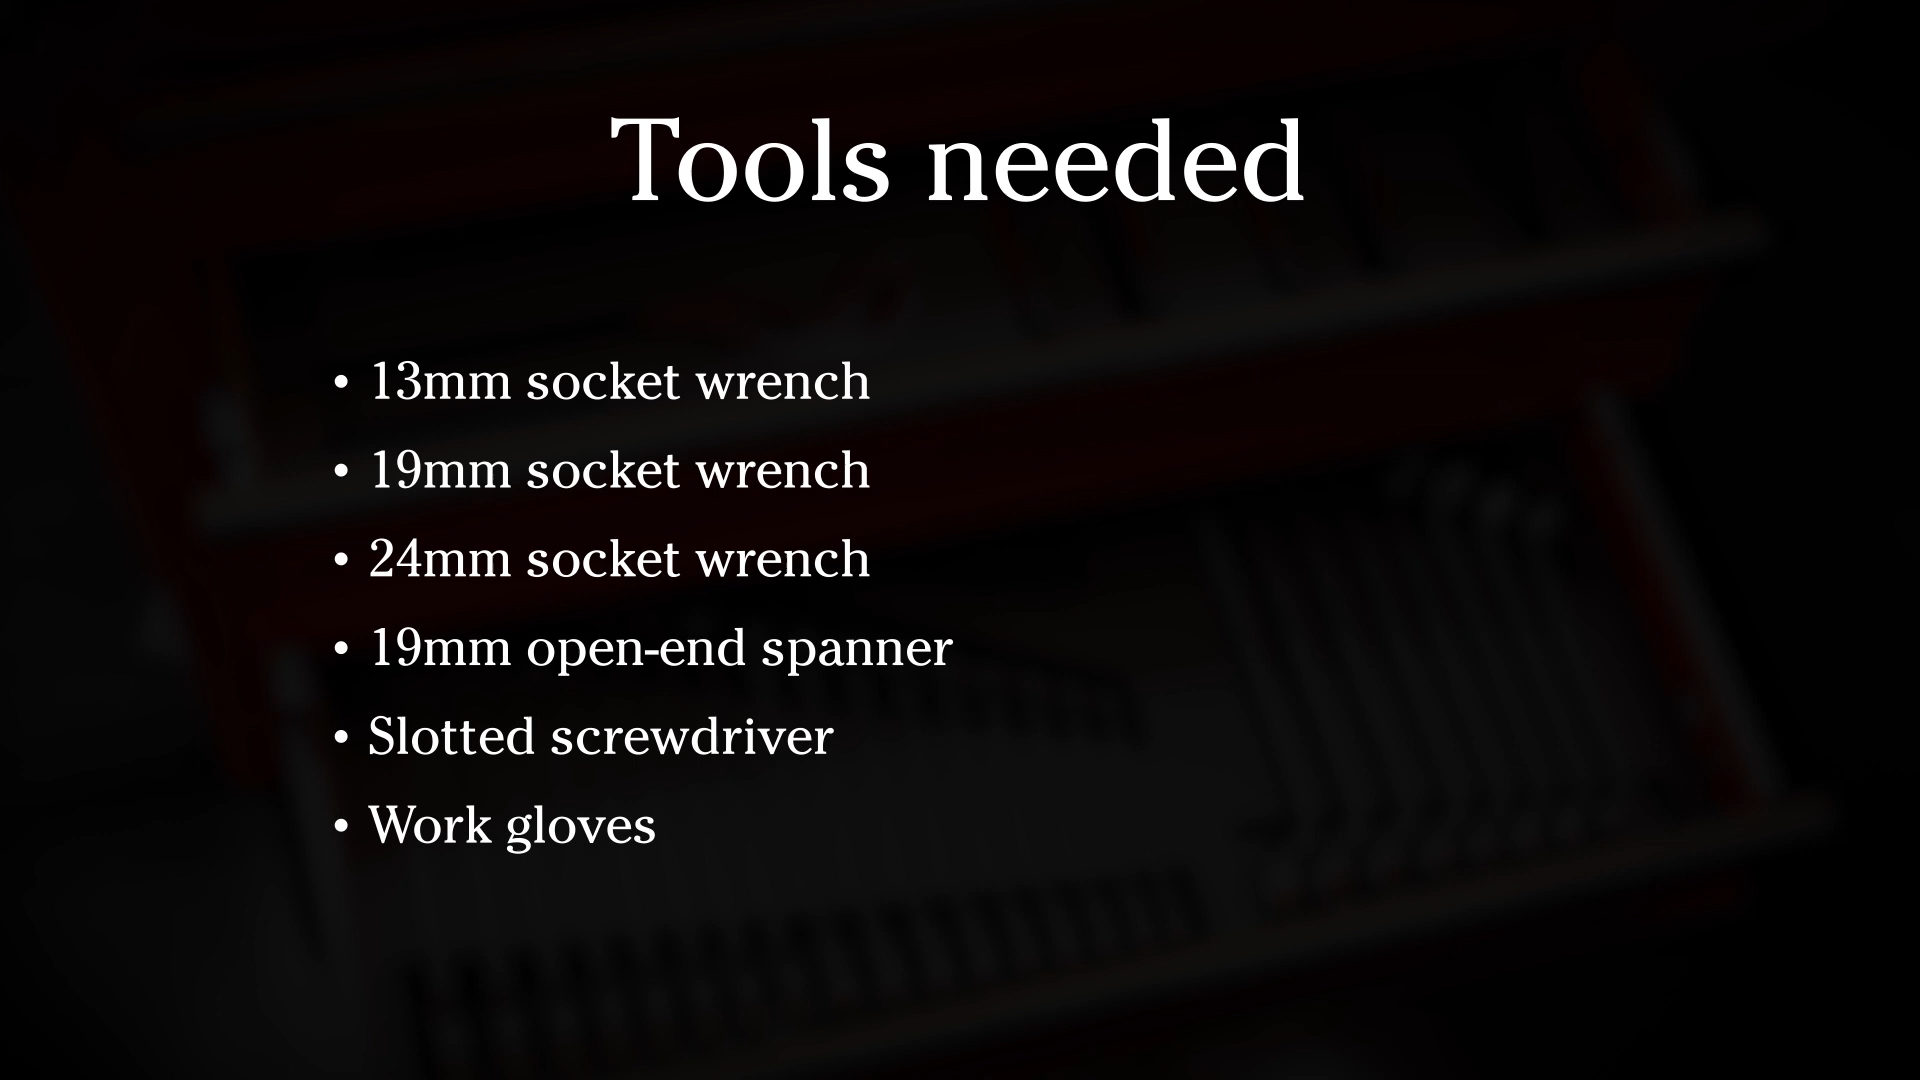 Tools needed
• 13mm socket wrench
• 19mm socket wrench
• 24mm socket wrench
• 19mm open-end spanner
• Slotted screwdriver
• Work gloves